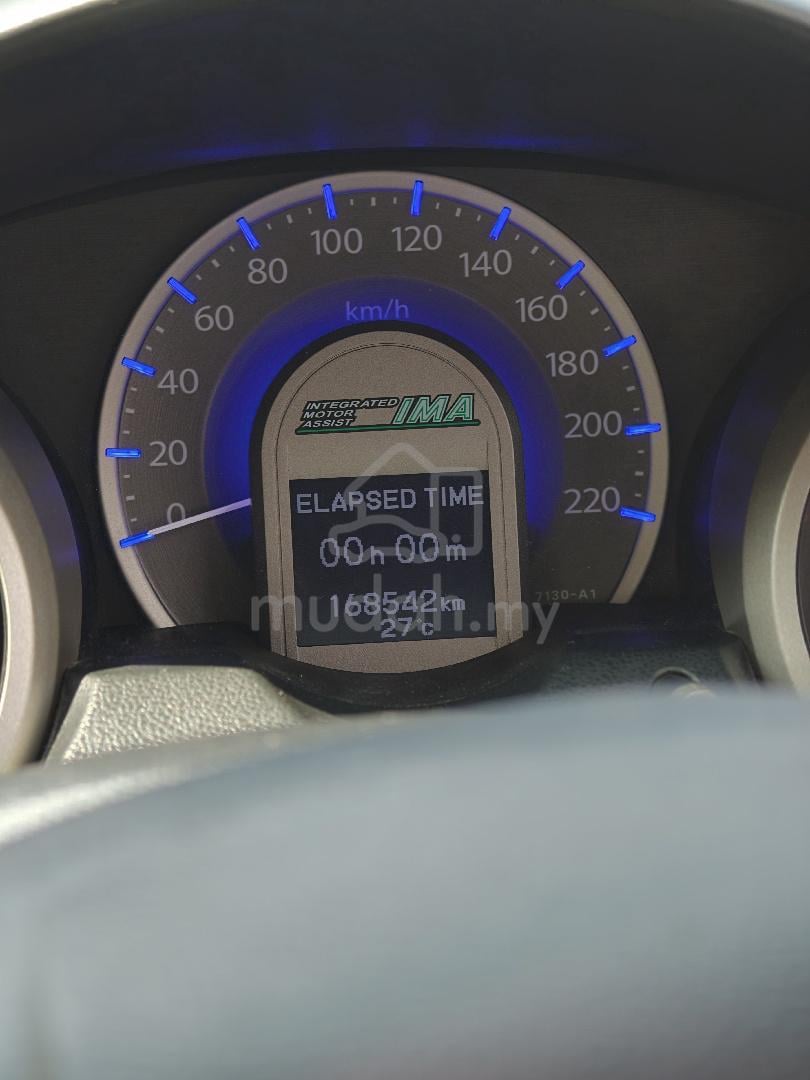 0
20
40
60
80
100
120
140
160
180
200
220
km/h
INTEGRATED
MOTOR
ASSIST
IMA
ELAPSED TIME
00h 00m
168542km
27°c
7130-A1
mudah.my